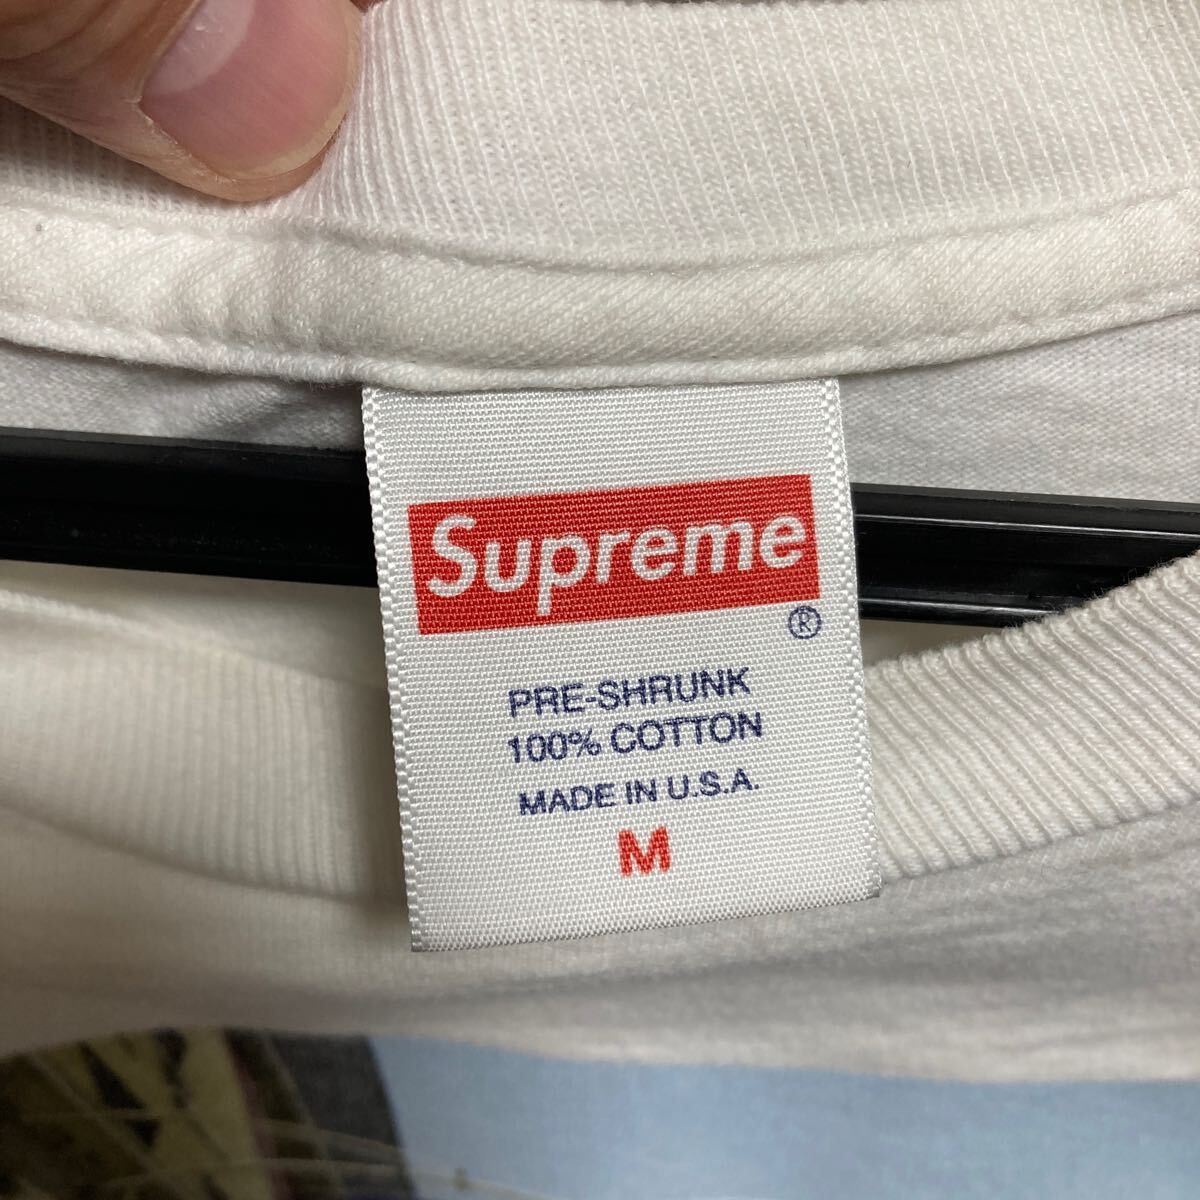 Supreme
®
PRE-SHRUNK
100% COTTON
MADE IN U.S.A.
M